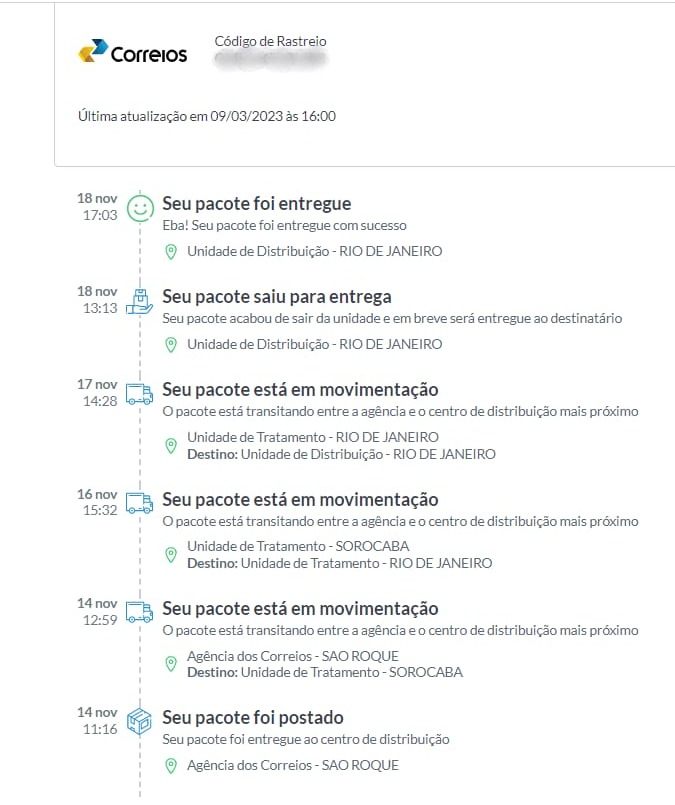 Correios
Código de Rastreio
Última atualização em 09/03/2023 às 16:00
18 nov
17:03
Seu pacote foi entregue
Eba! Seu pacote foi entregue com sucesso
Unidade de Distribuição - RIO DE JANEIRO
18 nov
13:13
Seu pacote saiu para entrega
Seu pacote acabou de sair da unidade e em breve será entregue ao destinatário
Unidade de Distribuição - RIO DE JANEIRO
17 nov
14:28
Seu pacote está em movimentação
O pacote está transitando entre a agência e o centro de distribuição mais próximo
Unidade de Tratamento - RIO DE JANEIRO
Destino: Unidade de Distribuição - RIO DE JANEIRO
16 nov
15:32
Seu pacote está em movimentação
O pacote está transitando entre a agência e o centro de distribuição mais próximo
Unidade de Tratamento - SOROCABA
Destino: Unidade de Tratamento - RIO DE JANEIRO
14 nov
12:59
Seu pacote está em movimentação
O pacote está transitando entre a agência e o centro de distribuição mais próximo
Agência dos Correios - SAO ROQUE
Destino: Unidade de Tratamento - SOROCABA
14 nov
11:16
Seu pacote foi postado
Seu pacote foi entregue ao centro de distribuição
Agência dos Correios - SAO ROQUE